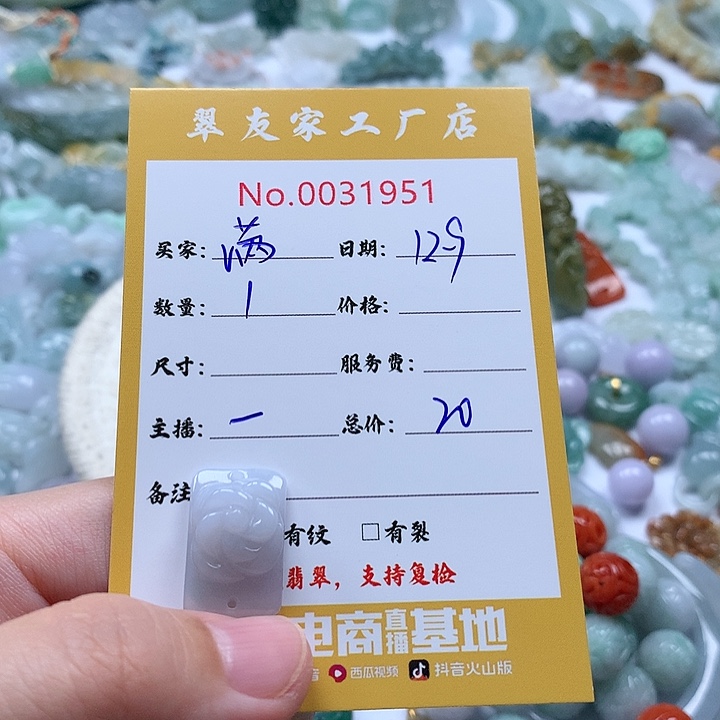 翠友家工厂店
No.0031951
买家: 满 日期: 12-9
数量: 1 价格:
尺寸: 服务费:
主播: 一 总价: 20
备注
有纹 □有裂
翡翠，支持复检
电商直播基地
音 西瓜视频 抖音火山版